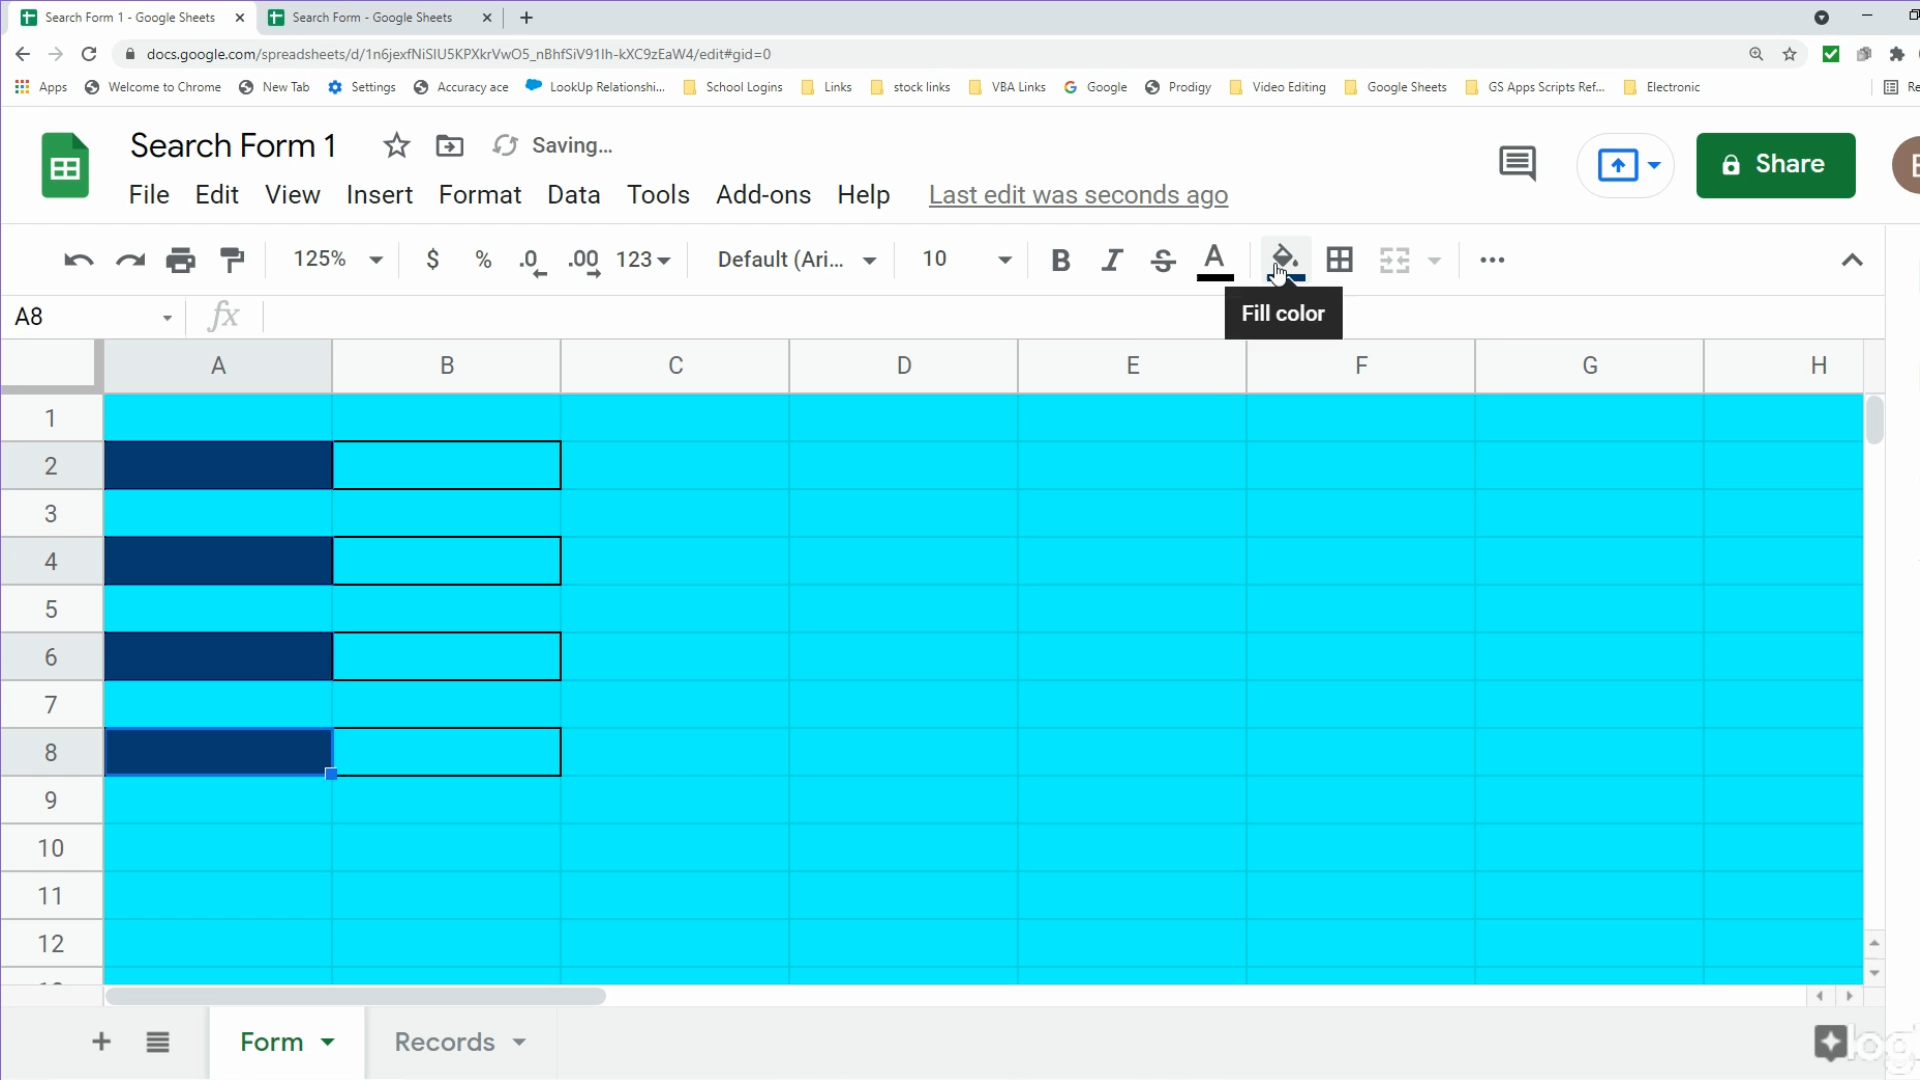 Search Form 1 - Google Sheets
Search Form - Google Sheets
docs.google.com/spreadsheets/d/1n6jexfNiSIU5KPXkrVwO5_nBhfSiV91Ih-kXC9zEaW4/edit#gid=0
Apps Welcome to Chrome New Tab Settings Accuracy ace LookUp Relationshi... School Logins Links stock links VBA Links Google Prodigy Video Editing Google Sheets GS Apps Scripts Ref... Electronic
Search Form 1 Saving...
Share
File Edit View Insert Format Data Tools Add-ons Help Last edit was seconds ago
125% $ % .0 .00 123 Default (Ari... 10 B I S A
A8 fx
Fill color
A B C D E F G H
1
2
3
4
5
6
7
8
9
10
11
12
Form Records